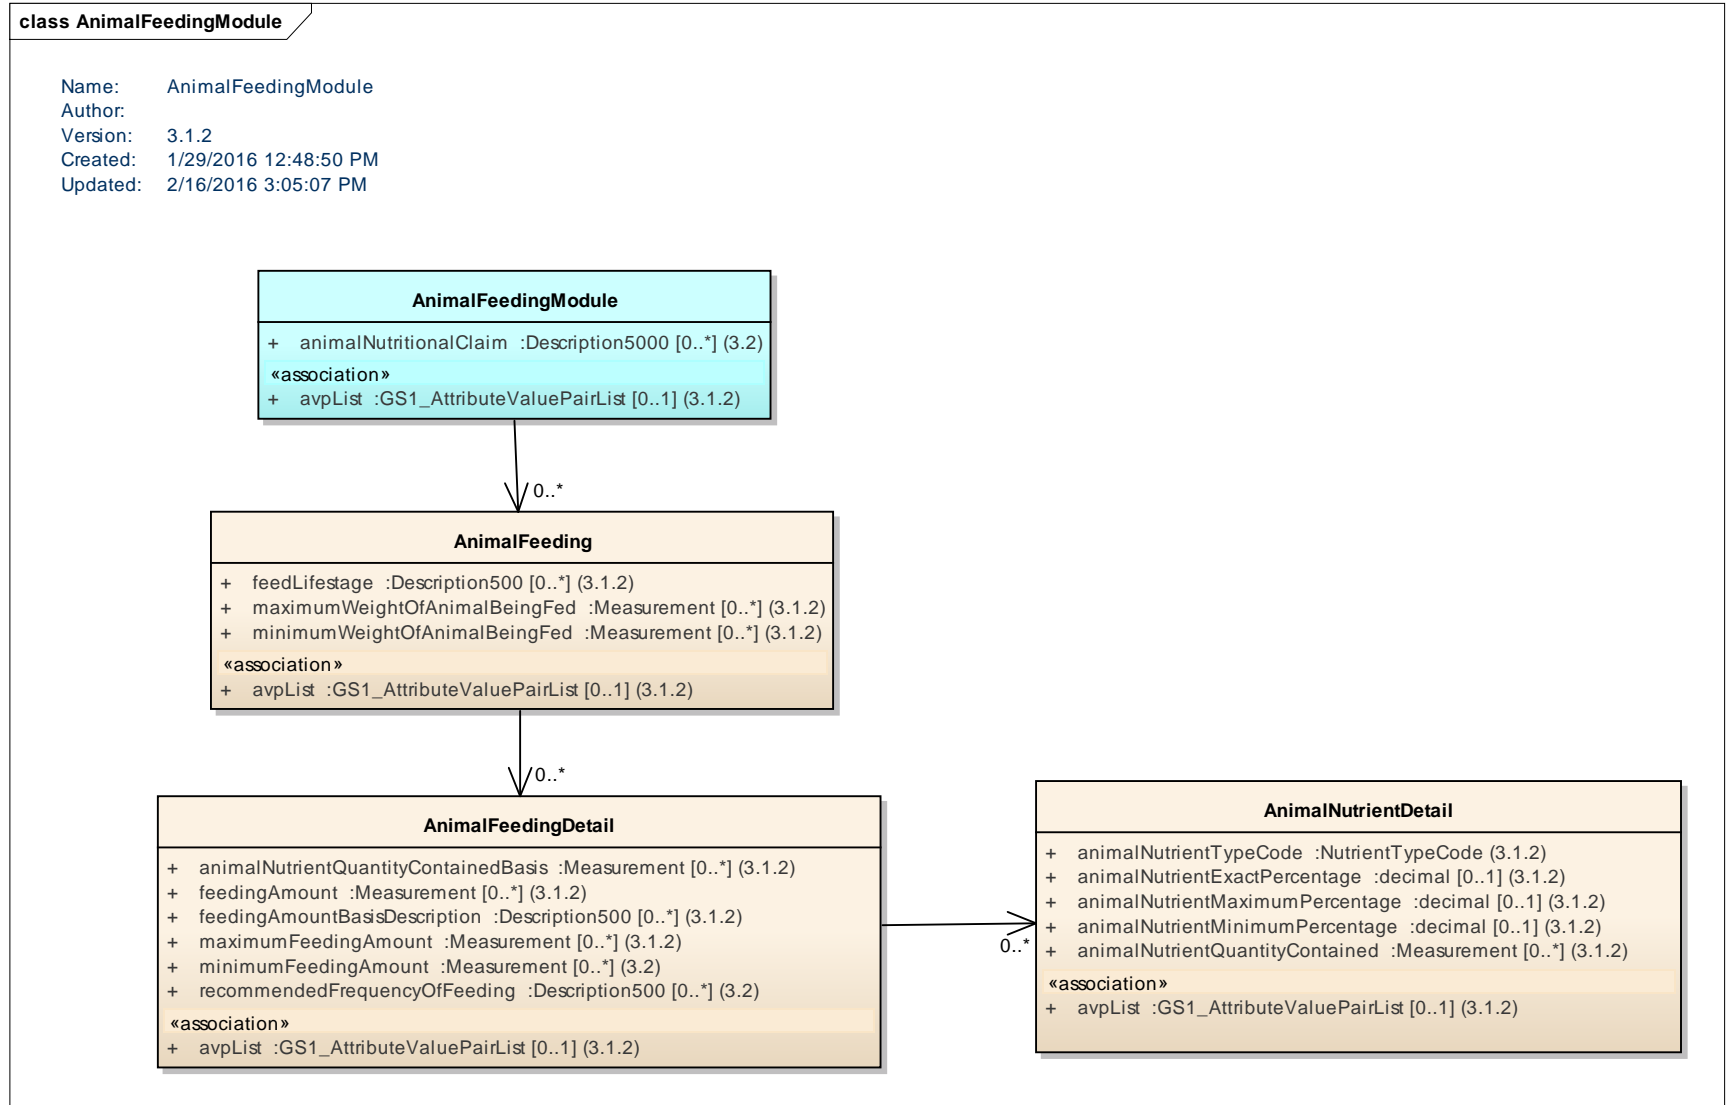 class AnimalFeedingModule
Name: AnimalFeedingModule
Author:
Version: 3.1.2
Created: 1/29/2016 12:48:50 PM
Updated: 2/16/2016 3:05:07 PM
AnimalFeedingModule
+ animalNutritionalClaim :Description5000 [0..*] (3.2)
«association»
+ avpList :GS1_AttributeValuePairList [0..1] (3.1.2)
0..*
AnimalFeeding
+ feedLifestage :Description500 [0..*] (3.1.2)
+ maximumWeightOfAnimalBeingFed :Measurement [0..*] (3.1.2)
+ minimumWeightOfAnimalBeingFed :Measurement [0..*] (3.1.2)
«association»
+ avpList :GS1_AttributeValuePairList [0..1] (3.1.2)
0..*
AnimalFeedingDetail
+ animalNutrientQuantityContainedBasis :Measurement [0..*] (3.1.2)
+ feedingAmount :Measurement [0..*] (3.1.2)
+ feedingAmountBasisDescription :Description500 [0..*] (3.1.2)
+ maximumFeedingAmount :Measurement [0..*] (3.1.2)
+ minimumFeedingAmount :Measurement [0..*] (3.2)
+ recommendedFrequencyOfFeeding :Description500 [0..*] (3.2)
«association»
+ avpList :GS1_AttributeValuePairList [0..1] (3.1.2)
0..*
AnimalNutrientDetail
+ animalNutrientTypeCode :NutrientTypeCode (3.1.2)
+ animalNutrientExactPercentage :decimal [0..1] (3.1.2)
+ animalNutrientMaximumPercentage :decimal [0..1] (3.1.2)
+ animalNutrientMinimumPercentage :decimal [0..1] (3.1.2)
+ animalNutrientQuantityContained :Measurement [0..*] (3.1.2)
«association»
+ avpList :GS1_AttributeValuePairList [0..1] (3.1.2)